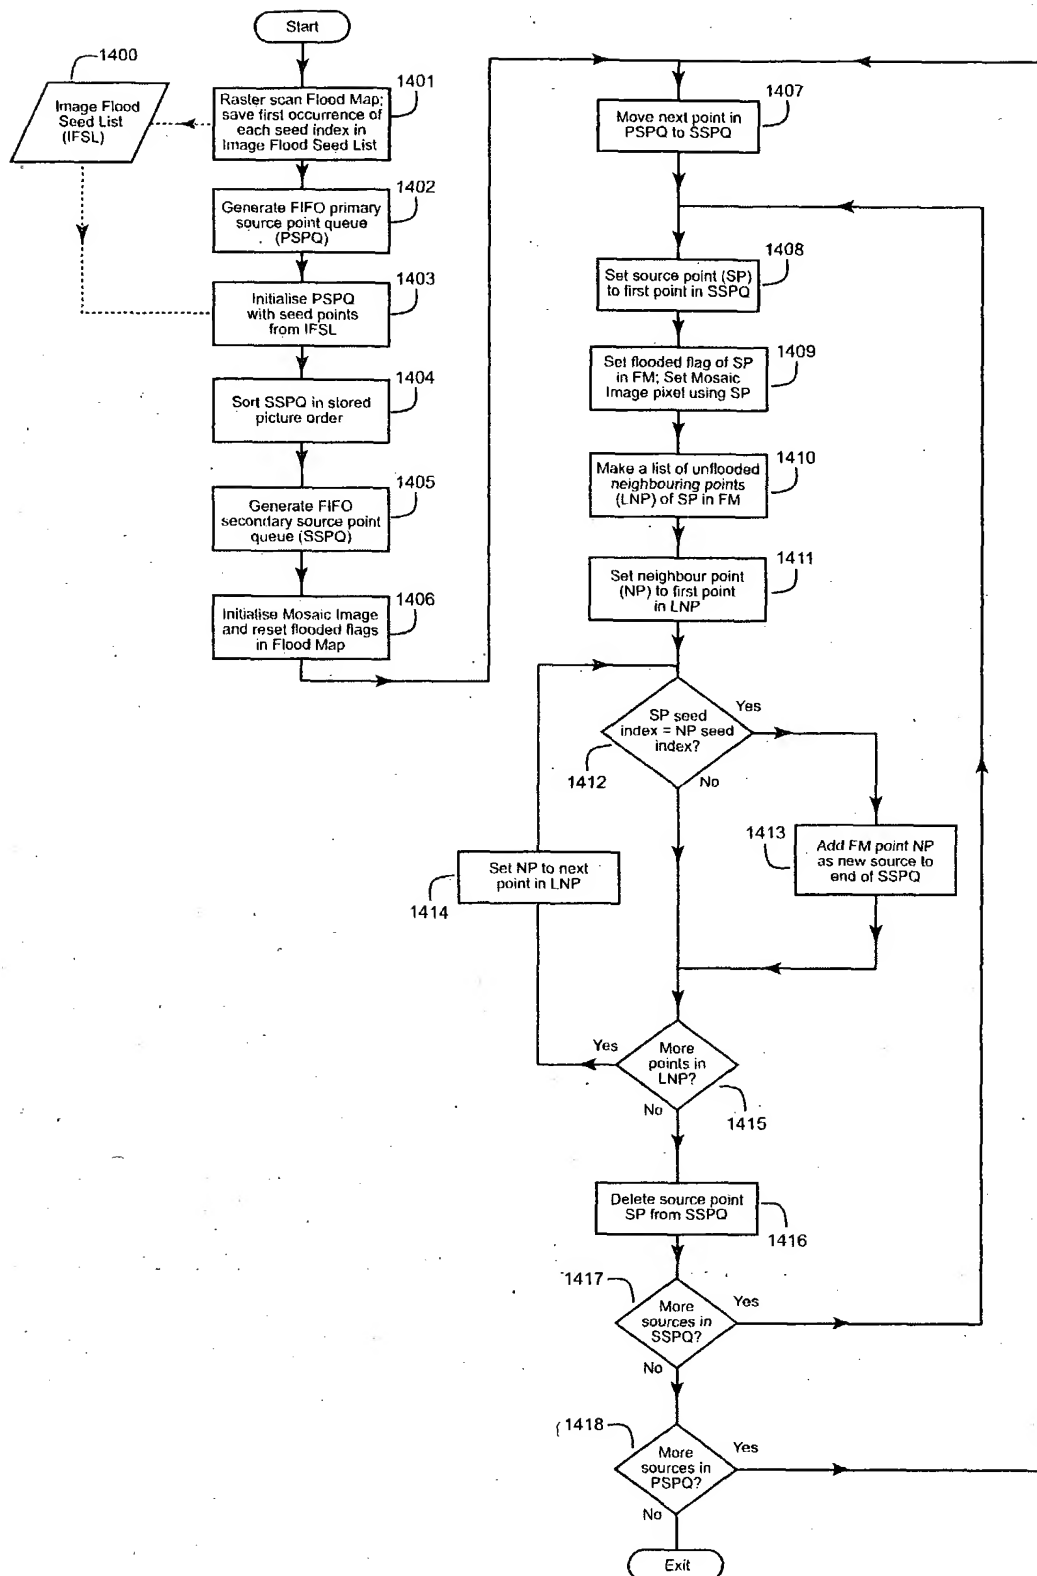 Start
1400
Image Flood
Seed List
(IFSL)
1401
Raster scan Flood Map;
save first occurrence of
each seed index in
Image Flood Seed List
1402
Generate FIFO primary
source point queue
(PSPQ)
1403
Initialise PSPQ
with seed points
from IFSL
1404
Sort SSPQ in stored
picture order
1405
Generate FIFO
secondary source point
queue (SSPQ)
1406
Initialise Mosaic Image
and reset flooded flags
in Flood Map
1407
Move next point in
PSPQ to SSPQ
1408
Set source point (SP)
to first point in SSPQ
1409
Set flooded flag of SP
in FM; Set Mosaic
Image pixel using SP
1410
Make a list of unflooded
neighbouring points
(LNP) of SP in FM
1411
Set neighbour point
(NP) to first point
in LNP
SP seed
index = NP seed
index?
Yes
1412
No
1413
Add FM point NP
as new source to
end of SSPQ
Set NP to next
point in LNP
1414
Yes
More
points in
LNP?
No
1415
Delete source point
SP from SSPQ
1416
1417
More
sources in
SSPQ?
Yes
No
1418
More
sources in
PSPQ?
Yes
No
Exit